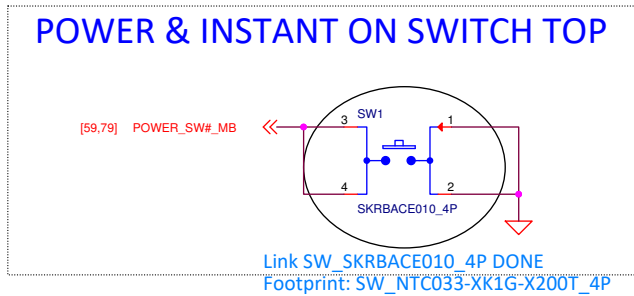 POWER & INSTANT ON SWITCH TOP
SW1
[59,79] POWER_SW#_MB
3 1
4 2
SKRBACE010_4P
Link SW_SKRBACE010_4P DONE
Footprint: SW_NTC033-XK1G-X200T_4P